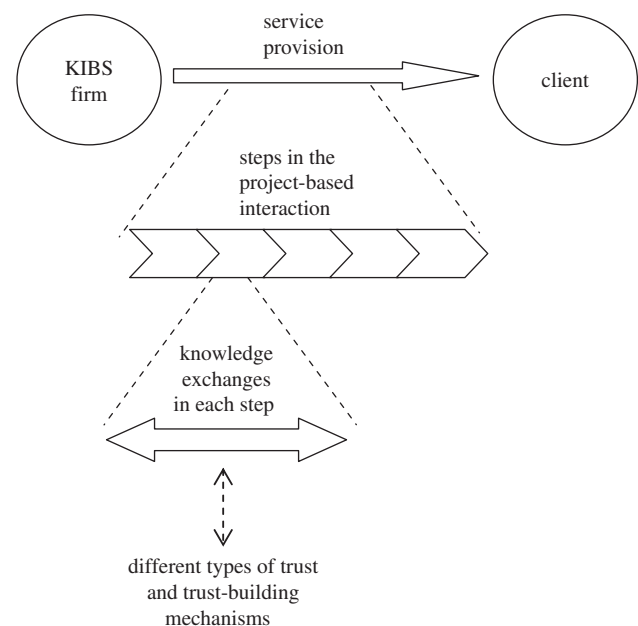 service
provision
KIBS
firm
client
steps in the
project-based
interaction
knowledge
exchanges
in each step
different types of trust
and trust-building
mechanisms